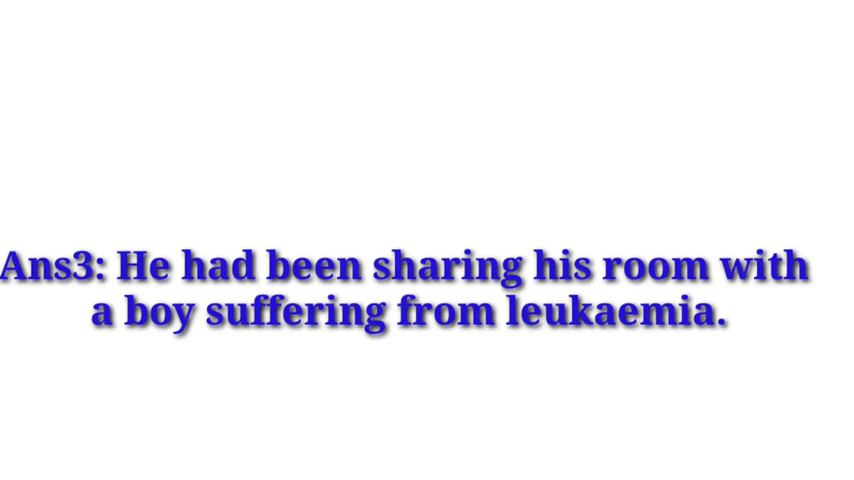 Ans3: He had been sharing his room with
a boy suffering from leukaemia.